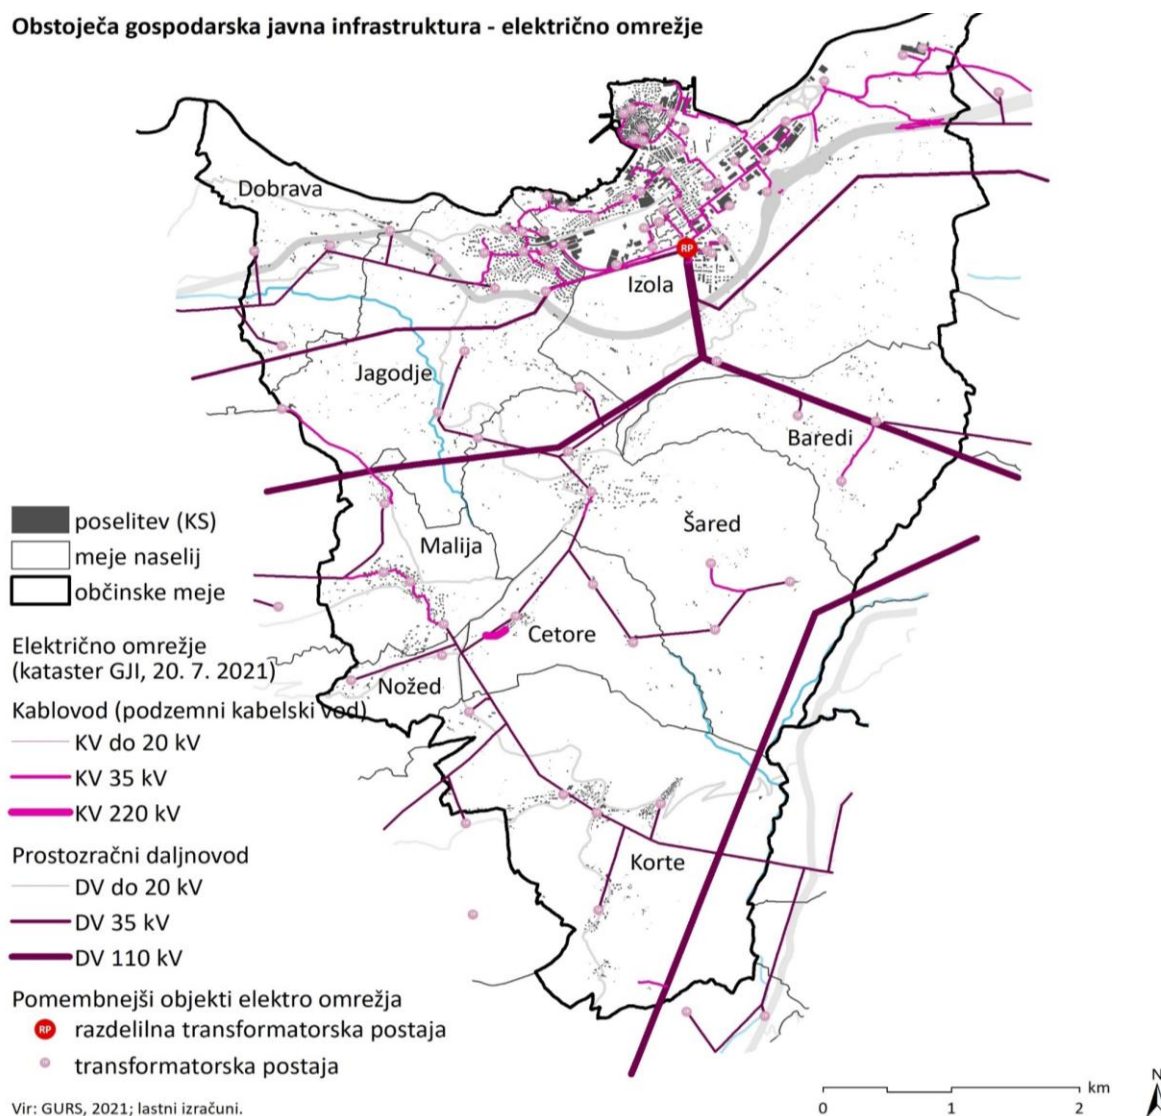 Obstoječa gospodarska javna infrastruktura - električno omrežje
Dobrava
RP
Izola
Jagodje
Baredi
Šared
Malija
Cetore
Nožed
Korte
poselitev (KS)
meje naselij
občinske meje
Električno omrežje
(kataster GJI, 20. 7. 2021)
Kablovod (podzemni kabelski vod)
KV do 20 kV
KV 35 kV
KV 220 kV
Prostozračni daljnovod
DV do 20 kV
DV 35 kV
DV 110 kV
Pomembnejši objekti elektro omrežja
RP razdelilna transformatorska postaja
transformatorska postaja
Vir: GURS, 2021; lastni izračuni.
km
0 1 2
N